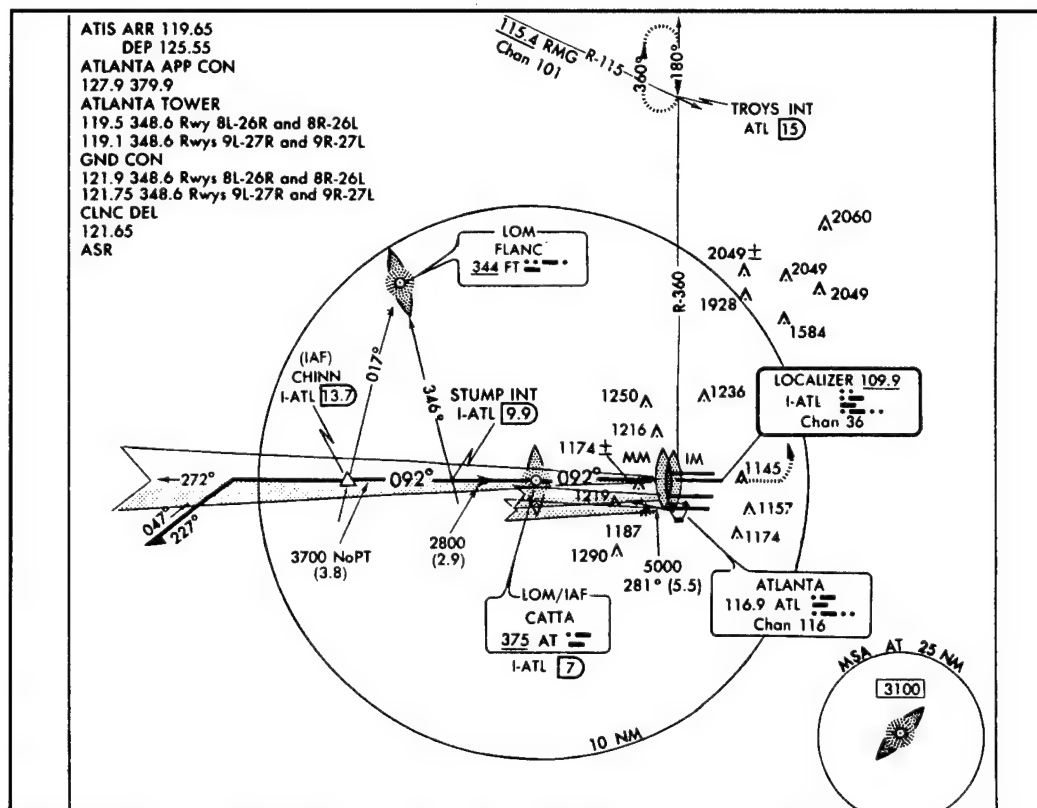 ATIS ARR 119.65
DEP 125.55
ATLANTA APP CON
127.9 379.9
ATLANTA TOWER
119.5 348.6 Rwy 8L-26R and 8R-26L
119.1 348.6 Rwys 9L-27R and 9R-27L
GND CON
121.9 348.6 Rwys 8L-26R and 8R-26L
121.75 348.6 Rwys 9L-27R and 9R-27L
CLNC DEL
121.65
ASR
115.4 RMG
Chan 101
R-115
360°
180°
TROYS INT
ATL 15
R-360
LOM
FLANC
344 FT
2060
2049±
2049
2049
1928
1584
017°
346°
(IAF)
CHINN
I-ATL 13.7
STUMP INT
I-ATL 9.9
1250
1236
1216
1174±
MM
IM
LOCALIZER 109.9
I-ATL
Chan 36
272°
092°
092°
1145
047°
227°
1219
1157
1187
1174
3700 NoPT
(3.8)
2800
(2.9)
1290
5000
281° (5.5)
LOM/IAF
CATTA
375 AT
I-ATL 7
ATLANTA
116.9 ATL
Chan 116
10 NM
MSA AT 25 NM
3100